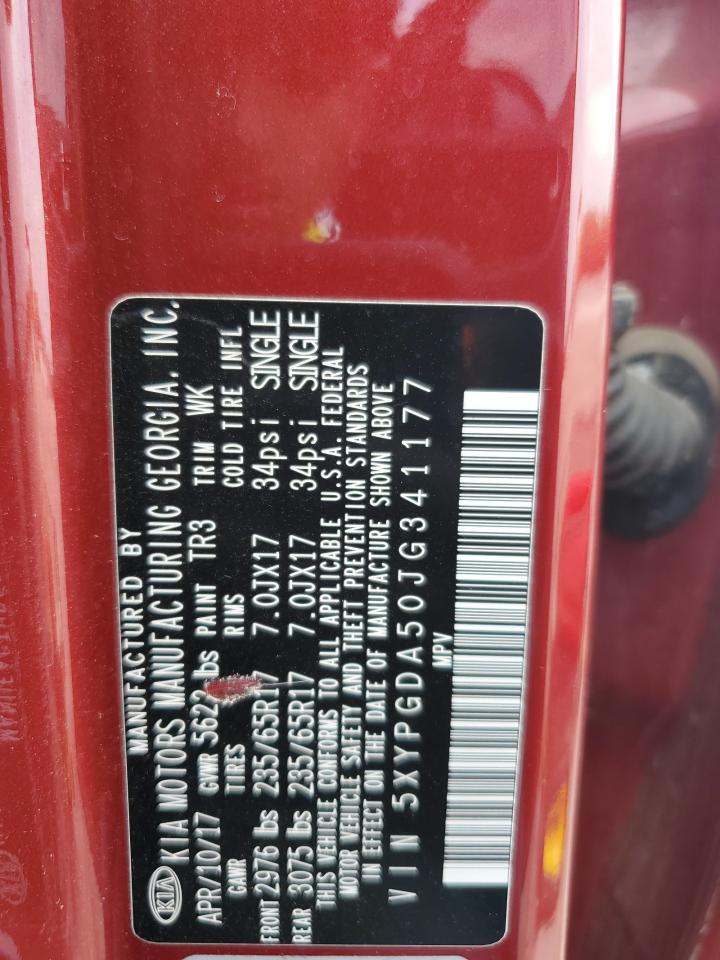 MANUFACTURED BY
KIA KIA MOTORS MANUFACTURING GEORGIA, INC.
APR/10/17 GVWR 5622 lbs PAINT TR3 TRIM WK
GAWR TIRES RIMS COLD TIRE INFL
FRONT 2976 lbs 235/65R17 7.0JX17 34psi SINGLE
REAR 3075 lbs 235/65R17 7.0JX17 34psi SINGLE
THIS VEHICLE CONFORMS TO ALL APPLICABLE U.S.A. FEDERAL
MOTOR VEHICLE SAFETY AND THEFT PREVENTION STANDARDS
IN EFFECT ON THE DATE OF MANUFACTURE SHOWN ABOVE
VIN 5XYPGDA50JG341177
MPV